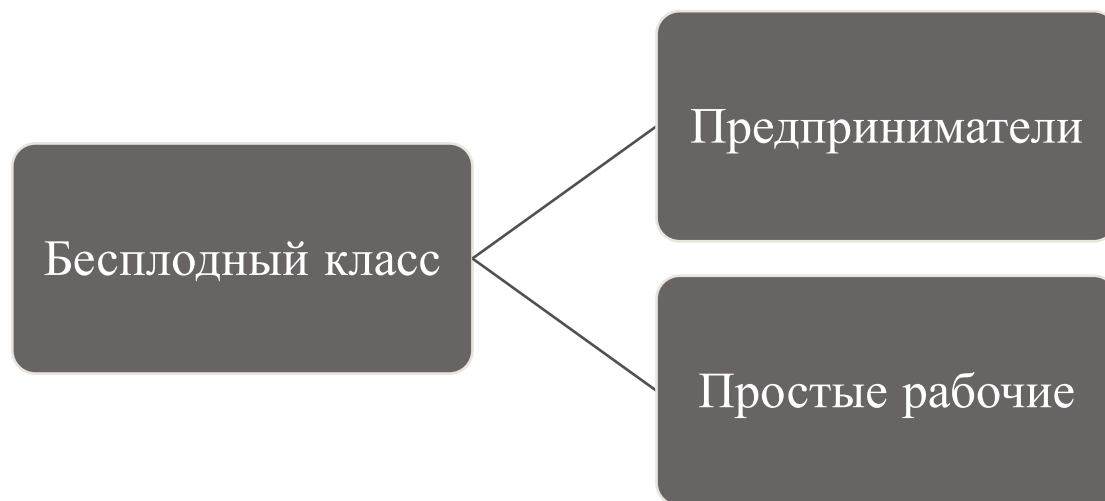 Предприниматели
Бесплодный класс
Простые рабочие